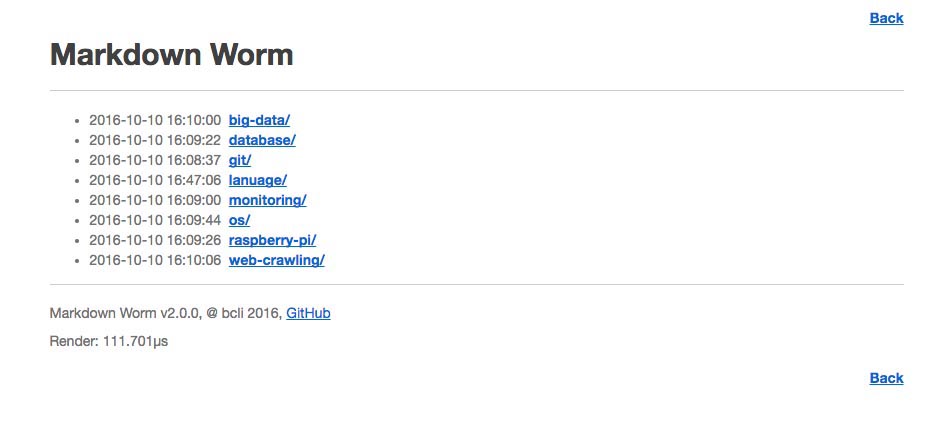 Back
Markdown Worm
2016-10-10 16:10:00 big-data/
2016-10-10 16:09:22 database/
2016-10-10 16:08:37 git/
2016-10-10 16:47:06 lanuage/
2016-10-10 16:09:00 monitoring/
2016-10-10 16:09:44 os/
2016-10-10 16:09:26 raspberry-pi/
2016-10-10 16:10:06 web-crawling/
Markdown Worm v2.0.0, @ bcli 2016, GitHub
Render: 111.701µs
Back